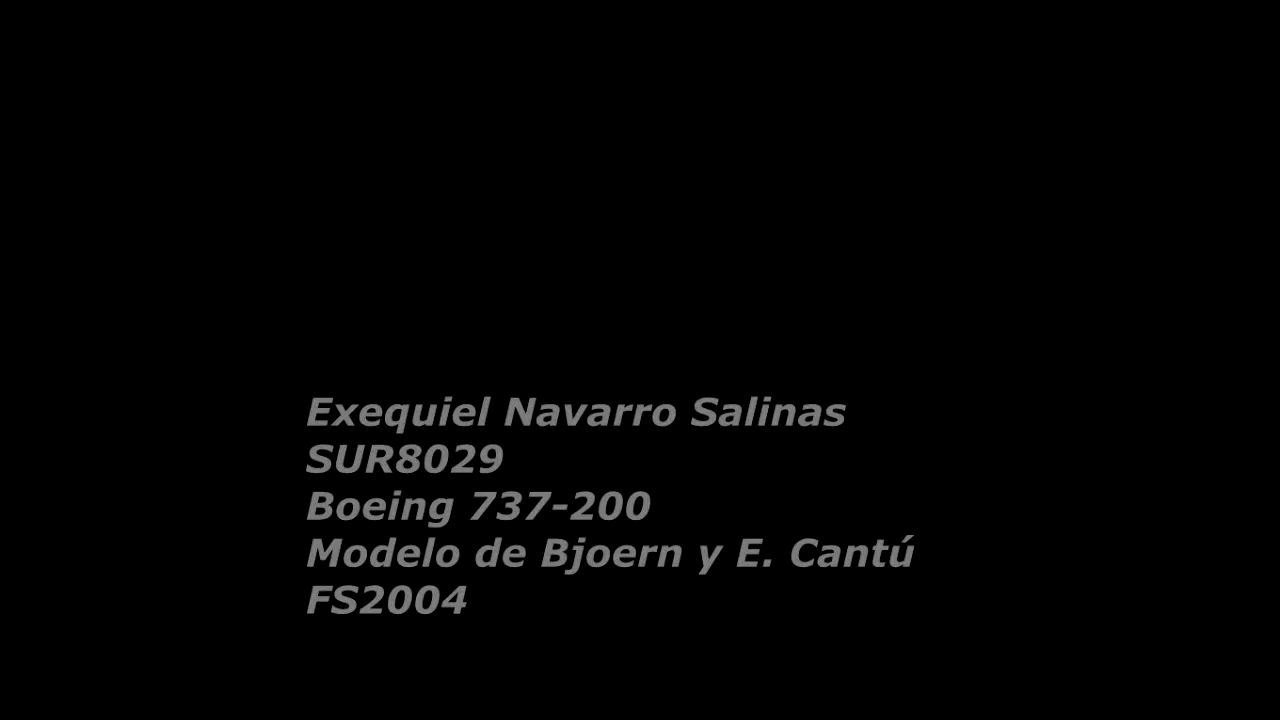 Exequiel Navarro Salinas
SUR8029
Boeing 737-200
Modelo de Bjoern y E. Cantú
FS2004